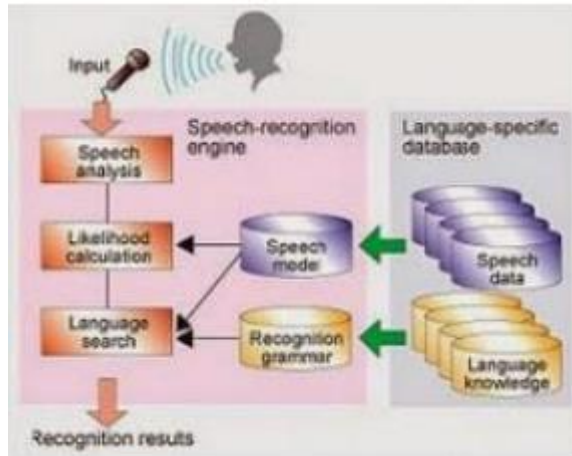 Input
Speech-recognition
engine
Language-specific
database
Speech
analysis
Likelihood
calculation
Speech
model
Speech
data
Language
search
Recognition
grammar
Language
knowledge
Recognition results